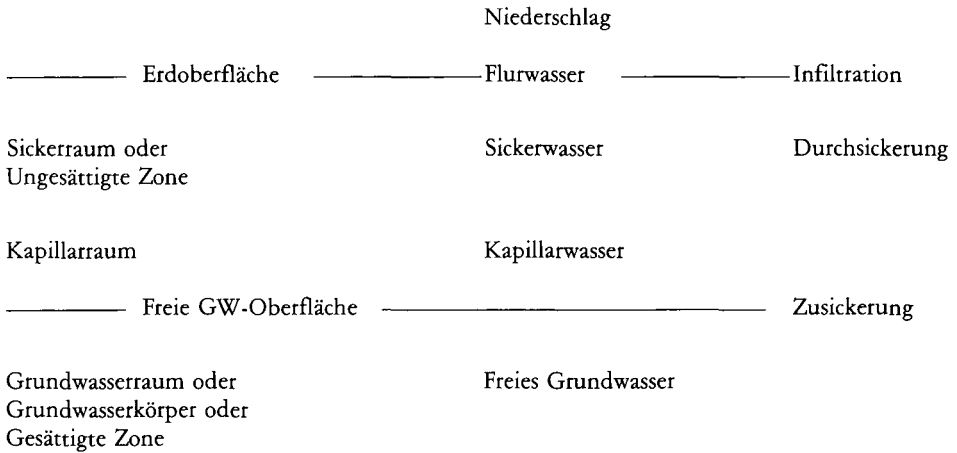 Niederschlag
Erdoberfläche Flurwasser Infiltration
Sickerraum oder Sickerwasser Durchsickerung
Ungesättigte Zone
Kapillarraum Kapillarwasser
Freie GW-Oberfläche Zusickerung
Grundwasserraum oder Freies Grundwasser
Grundwasserkörper oder
Gesättigte Zone